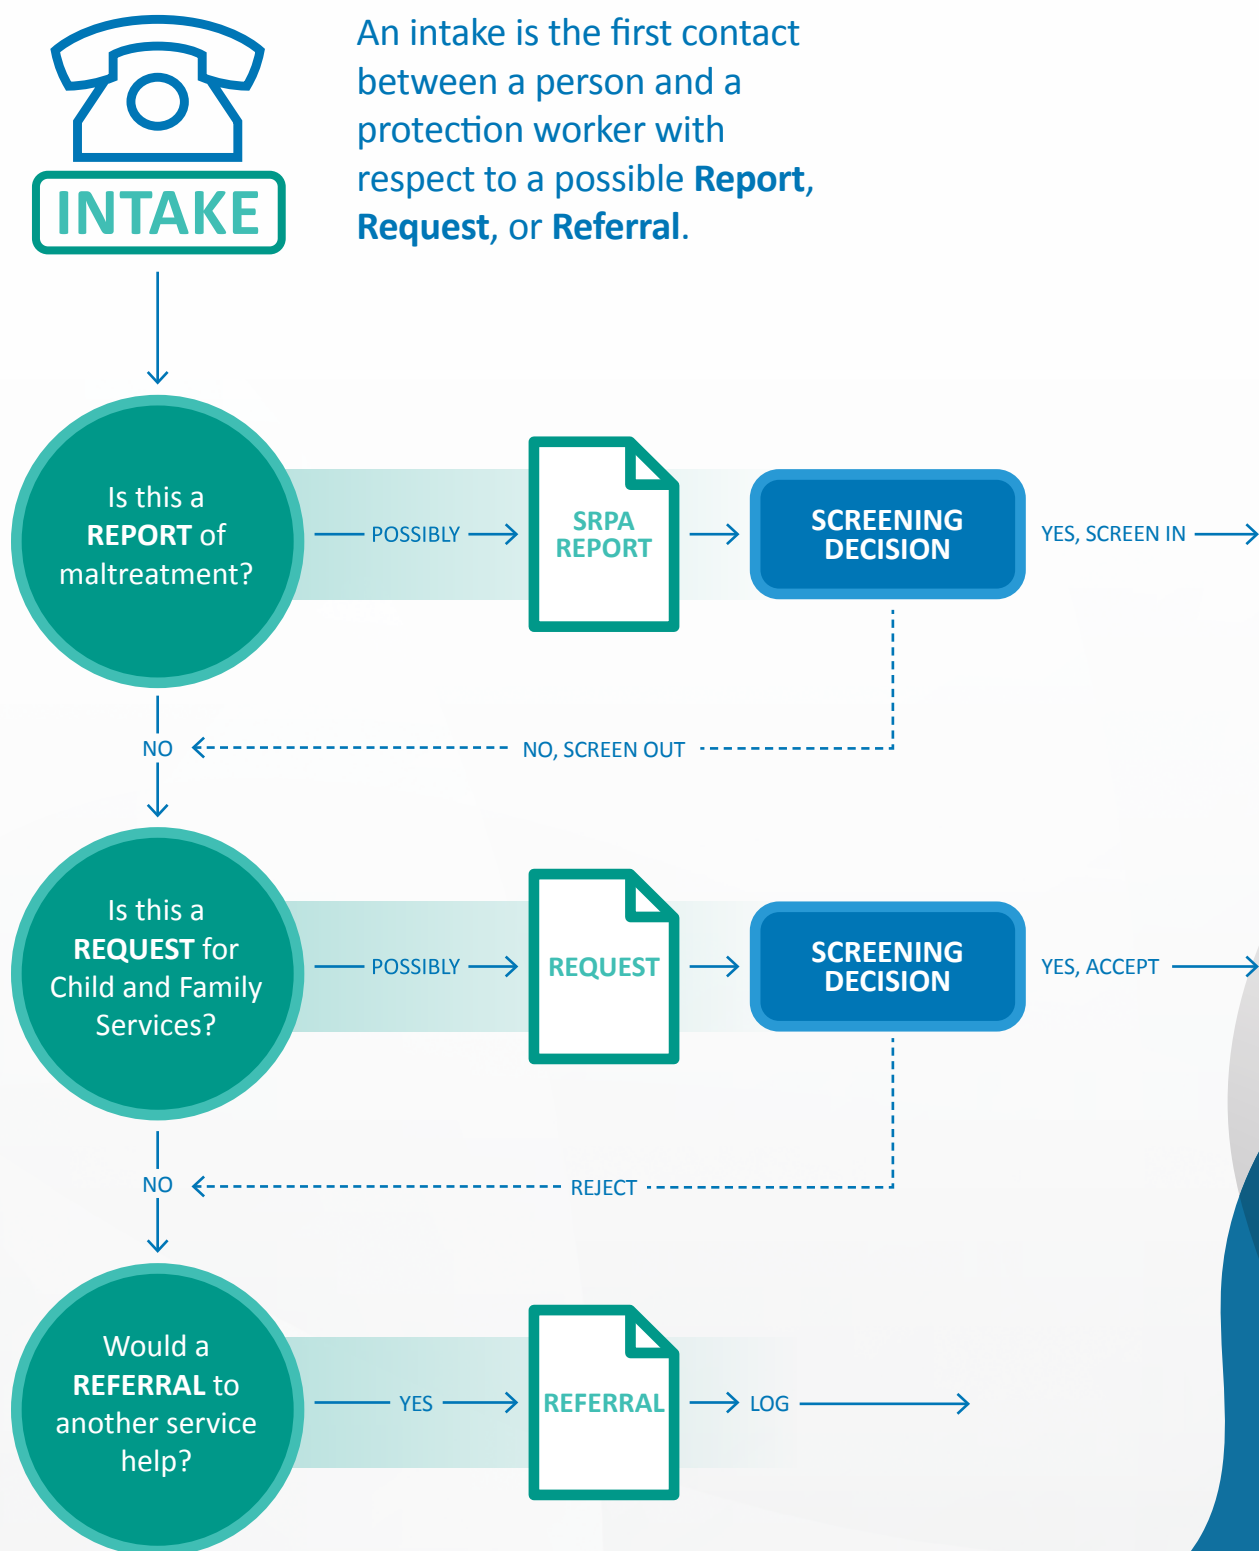 An intake is the first contact
between a person and a
protection worker with
respect to a possible Report,
Request, or Referral.
INTAKE
Is this a
REPORT of
maltreatment?
POSSIBLY
SRPA
REPORT
SCREENING
DECISION
YES, SCREEN IN
NO
NO, SCREEN OUT
Is this a
REQUEST for
Child and Family
Services?
POSSIBLY
REQUEST
SCREENING
DECISION
YES, ACCEPT
NO
REJECT
Would a
REFERRAL to
another service
help?
YES
REFERRAL
LOG